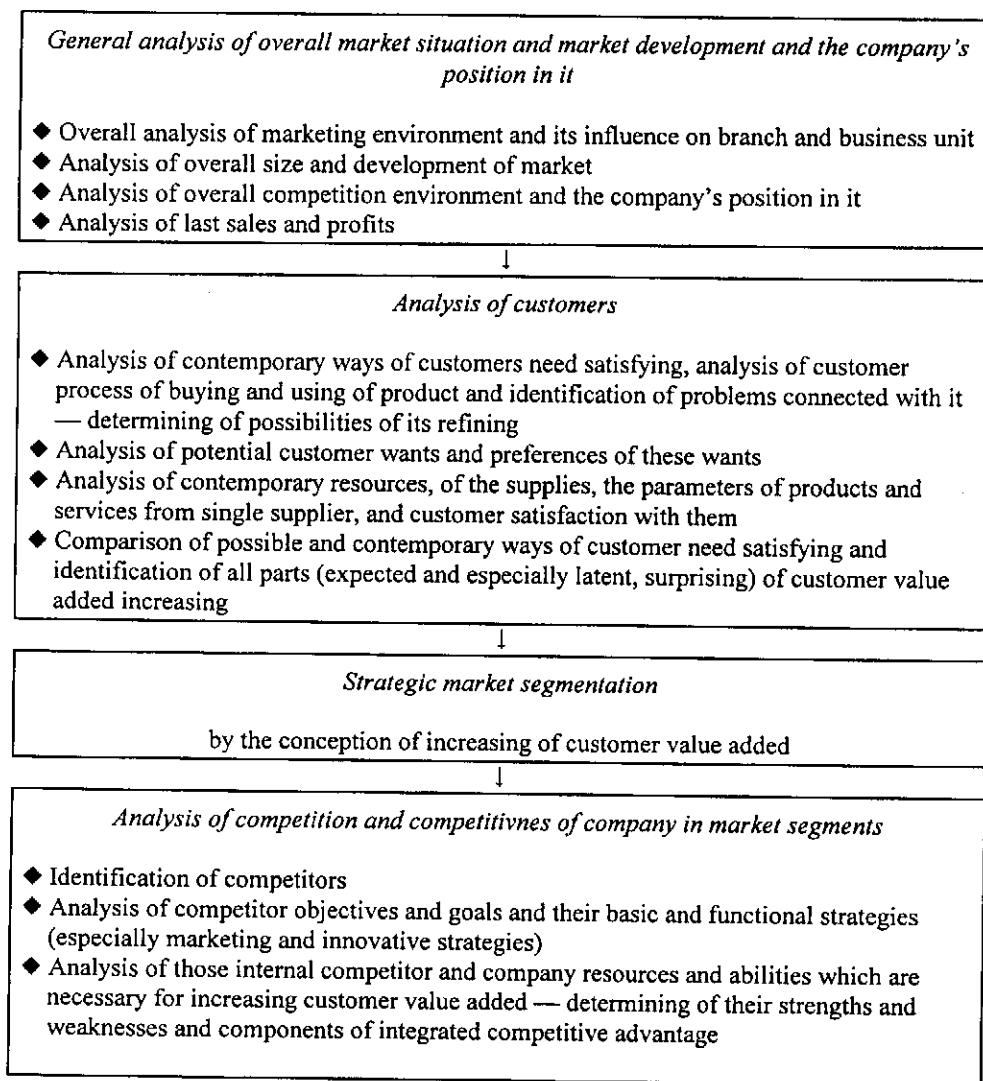 General analysis of overall market situation and market development and the company's
position in it
◆ Overall analysis of marketing environment and its influence on branch and business unit
◆ Analysis of overall size and development of market
◆ Analysis of overall competition environment and the company's position in it
◆ Analysis of last sales and profits
↓
Analysis of customers
◆ Analysis of contemporary ways of customers need satisfying, analysis of customer
process of buying and using of product and identification of problems connected with it
— determining of possibilities of its refining
◆ Analysis of potential customer wants and preferences of these wants
◆ Analysis of contemporary resources, of the supplies, the parameters of products and
services from single supplier, and customer satisfaction with them
◆ Comparison of possible and contemporary ways of customer need satisfying and
identification of all parts (expected and especially latent, surprising) of customer value
added increasing
↓
Strategic market segmentation
by the conception of increasing of customer value added
↓
Analysis of competition and competitivnes of company in market segments
◆ Identification of competitors
◆ Analysis of competitor objectives and goals and their basic and functional strategies
(especially marketing and innovative strategies)
◆ Analysis of those internal competitor and company resources and abilities which are
necessary for increasing customer value added — determining of their strengths and
weaknesses and components of integrated competitive advantage